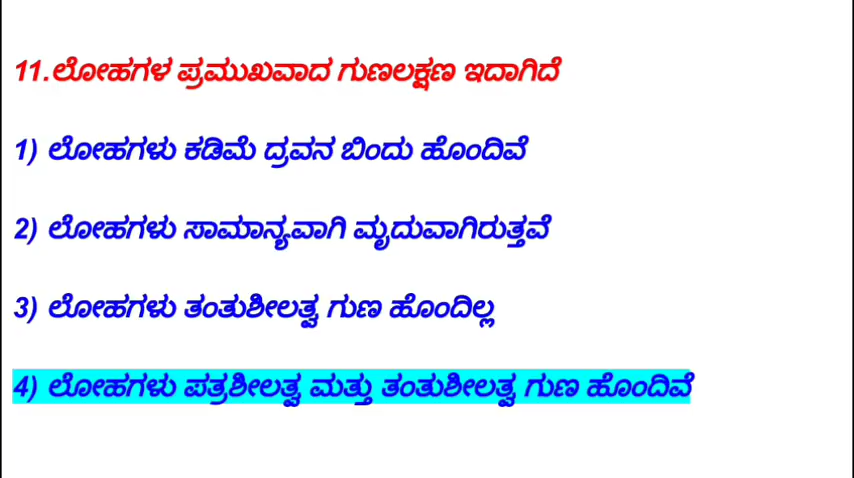 11.ಲೋಹಗಳ ಪ್ರಮುಖವಾದ ಗುಣಲಕ್ಷಣ ಇದಾಗಿದೆ
1) ಲೋಹಗಳು ಕಡಿಮೆ ದ್ರವನ ಬಿಂದು ಹೊಂದಿವೆ
2) ಲೋಹಗಳು ಸಾಮಾನ್ಯವಾಗಿ ಮೃದುವಾಗಿರುತ್ತವೆ
3) ಲೋಹಗಳು ತಂತುಶೀಲತ್ವ ಗುಣ ಹೊಂದಿಲ್ಲ
4) ಲೋಹಗಳು ಪತ್ರಶೀಲತ್ವ ಮತ್ತು ತಂತುಶೀಲತ್ವ ಗುಣ ಹೊಂದಿವೆ